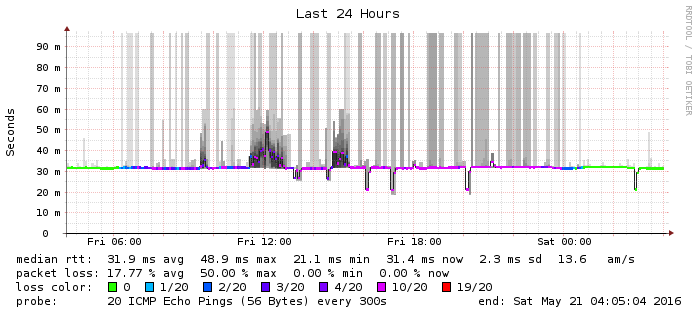 Last 24 Hours
RRDTOOL / TOBI OETIKER
Seconds
90 m
80 m
70 m
60 m
50 m
40 m
30 m
20 m
10 m
0
Fri 06:00 Fri 12:00 Fri 18:00 Sat 00:00
median rtt: 31.9 ms avg 48.9 ms max 21.1 ms min 31.4 ms now 2.3 ms sd 13.6 am/s
packet loss: 17.77 % avg 50.00 % max 0.00 % min 0.00 % now
loss color: 0 1/20 2/20 3/20 4/20 10/20 19/20
probe: 20 ICMP Echo Pings (56 Bytes) every 300s end: Sat May 21 04:05:04 2016